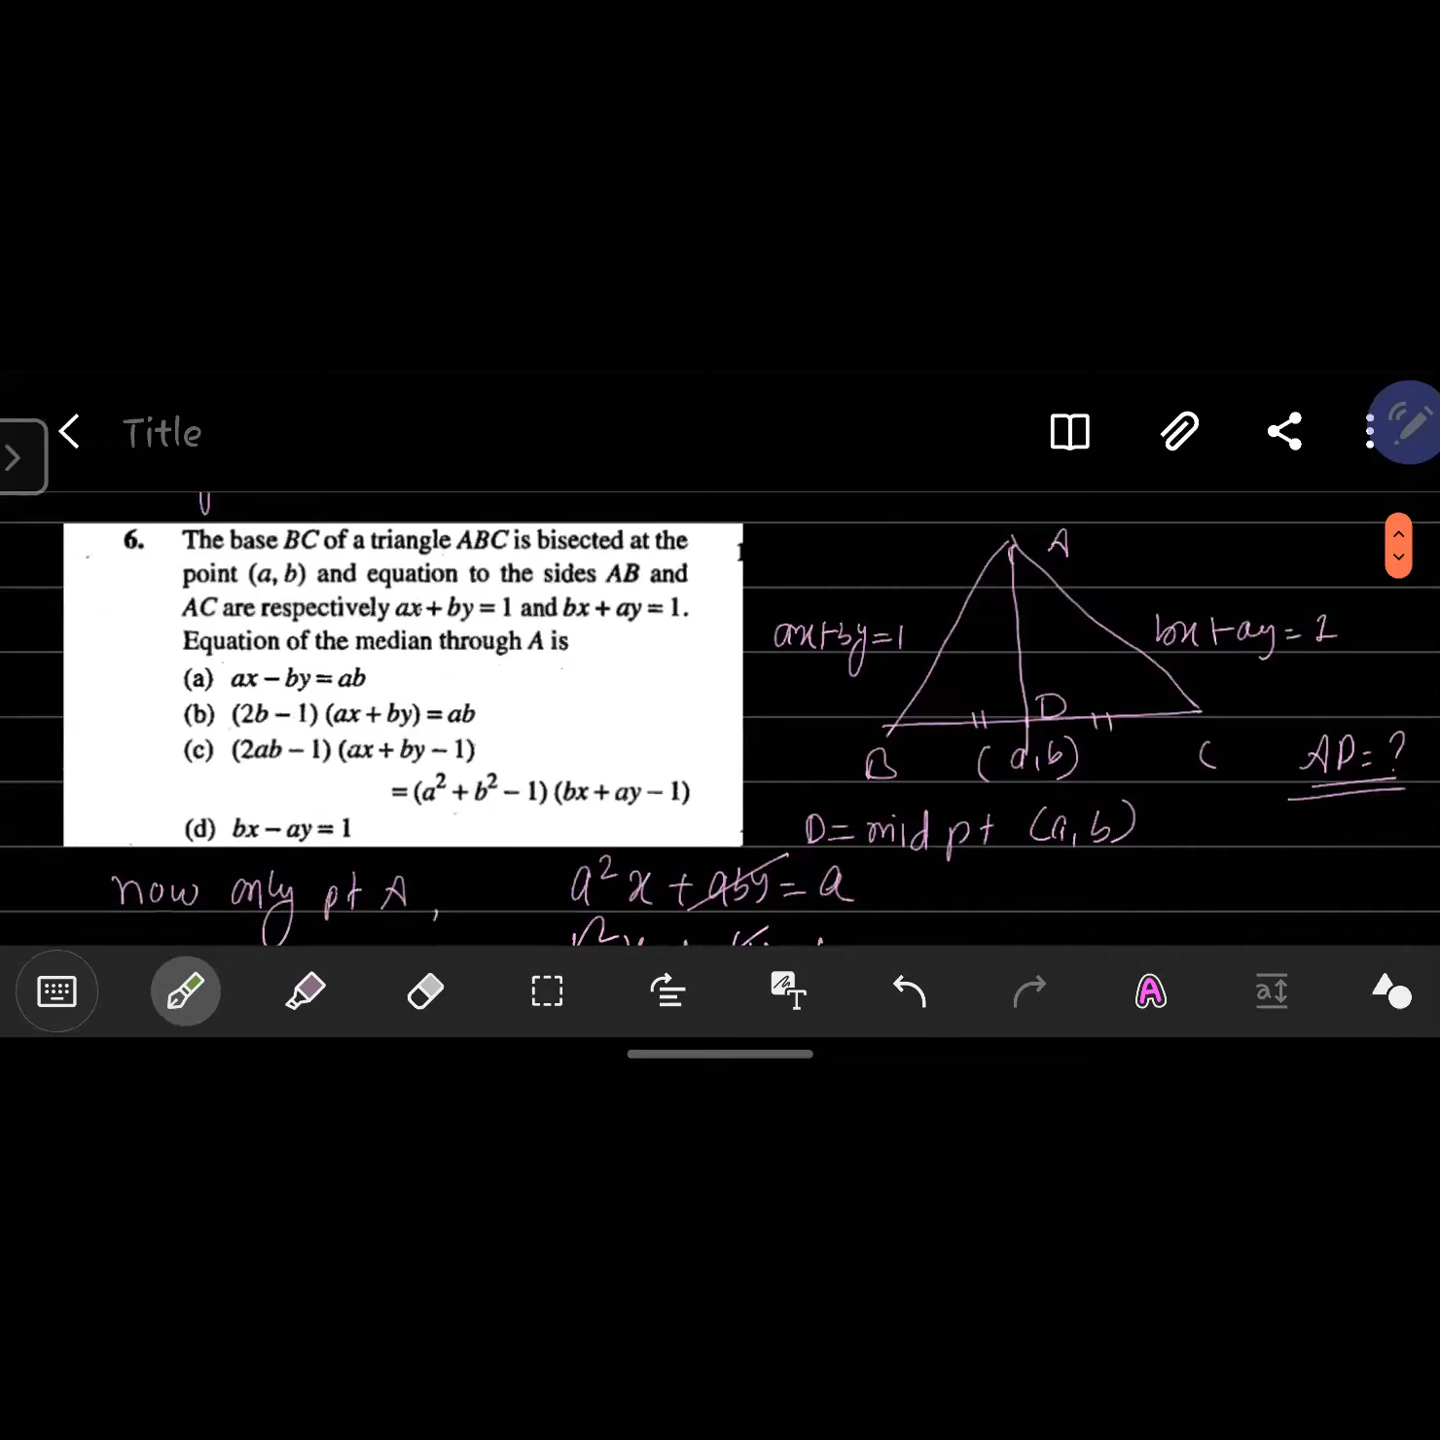 Title
6. The base BC of a triangle ABC is bisected at the
point (a, b) and equation to the sides AB and
AC are respectively ax + by = 1 and bx + ay = 1.
Equation of the median through A is
(a) ax − by = ab
(b) (2b − 1) (ax + by) = ab
(c) (2ab − 1) (ax + by − 1)
= (a² + b² − 1) (bx + ay − 1)
(d) bx − ay = 1
A
ax+by=1
bx+ay=1
D
B
(a,b)
C
AD=?
D= mid pt (a, b)
now only pt A,
a²x + aby = a
A
a